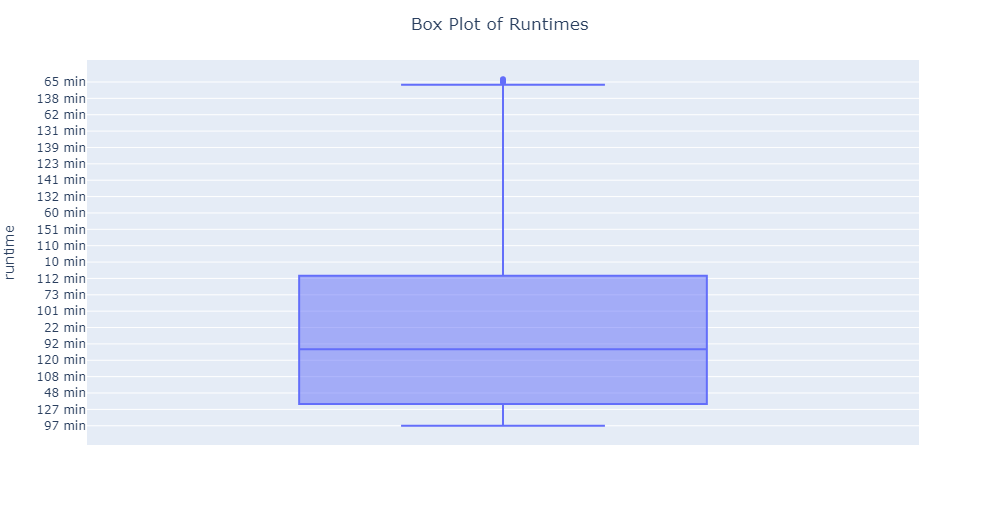 Box Plot of Runtimes
65 min
138 min
62 min
131 min
139 min
123 min
141 min
132 min
60 min
151 min
110 min
10 min
112 min
73 min
101 min
22 min
92 min
120 min
108 min
48 min
127 min
97 min
runtime